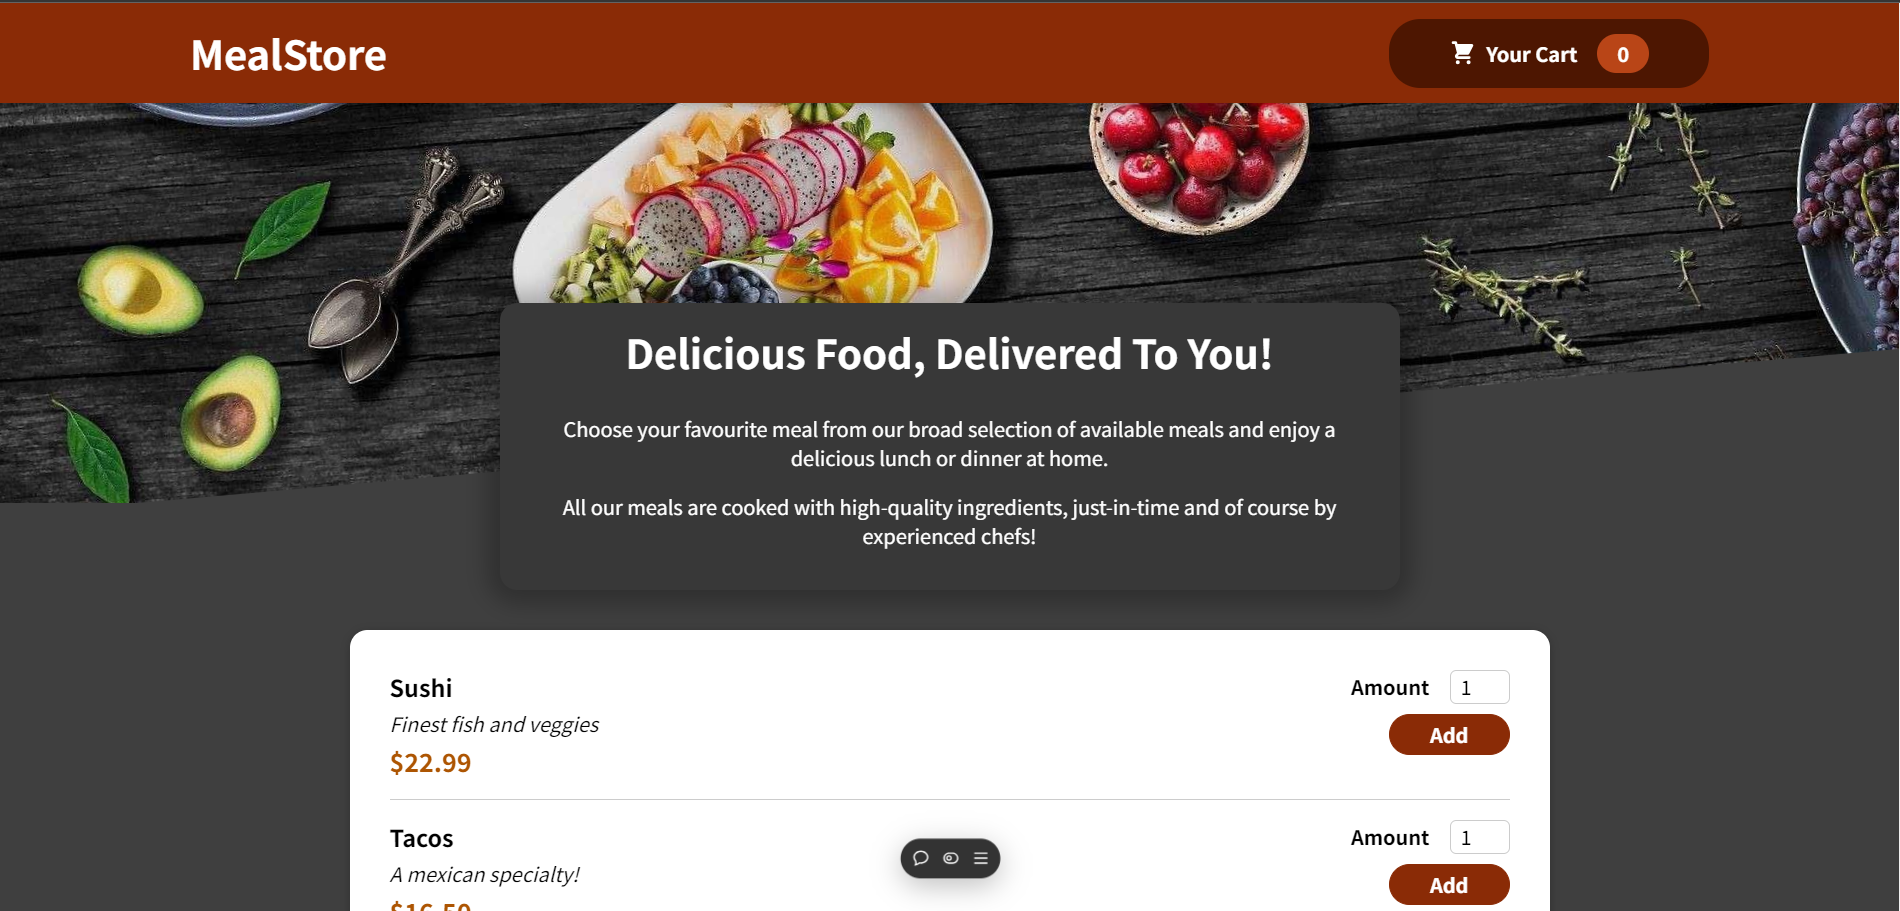 MealStore
Your Cart 0
Delicious Food, Delivered To You!
Choose your favourite meal from our broad selection of available meals and enjoy a
delicious lunch or dinner at home.
All our meals are cooked with high-quality ingredients, just-in-time and of course by
experienced chefs!
Sushi
Amount 1
Finest fish and veggies
Add
$22.99
Tacos
Amount 1
A mexican specialty!
Add
$16.50